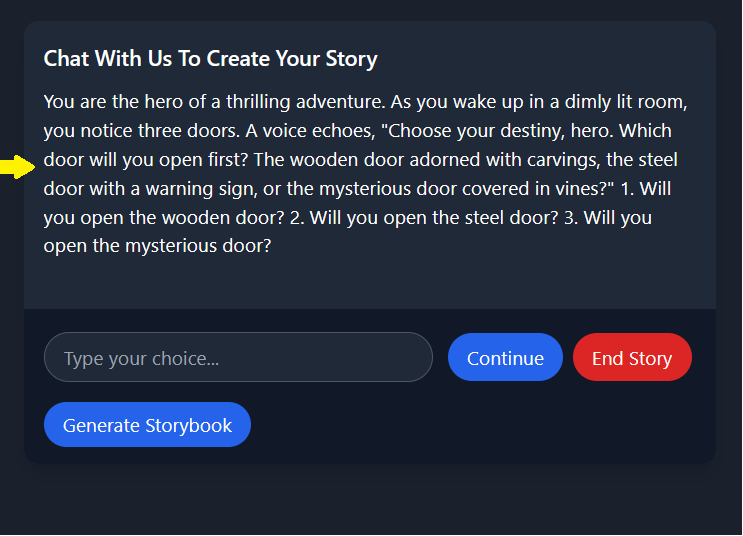 Chat With Us To Create Your Story
You are the hero of a thrilling adventure. As you wake up in a dimly lit room,
you notice three doors. A voice echoes, "Choose your destiny, hero. Which
door will you open first? The wooden door adorned with carvings, the steel
door with a warning sign, or the mysterious door covered in vines?" 1. Will
you open the wooden door? 2. Will you open the steel door? 3. Will you
open the mysterious door?
Type your choice...
Continue
End Story
Generate Storybook